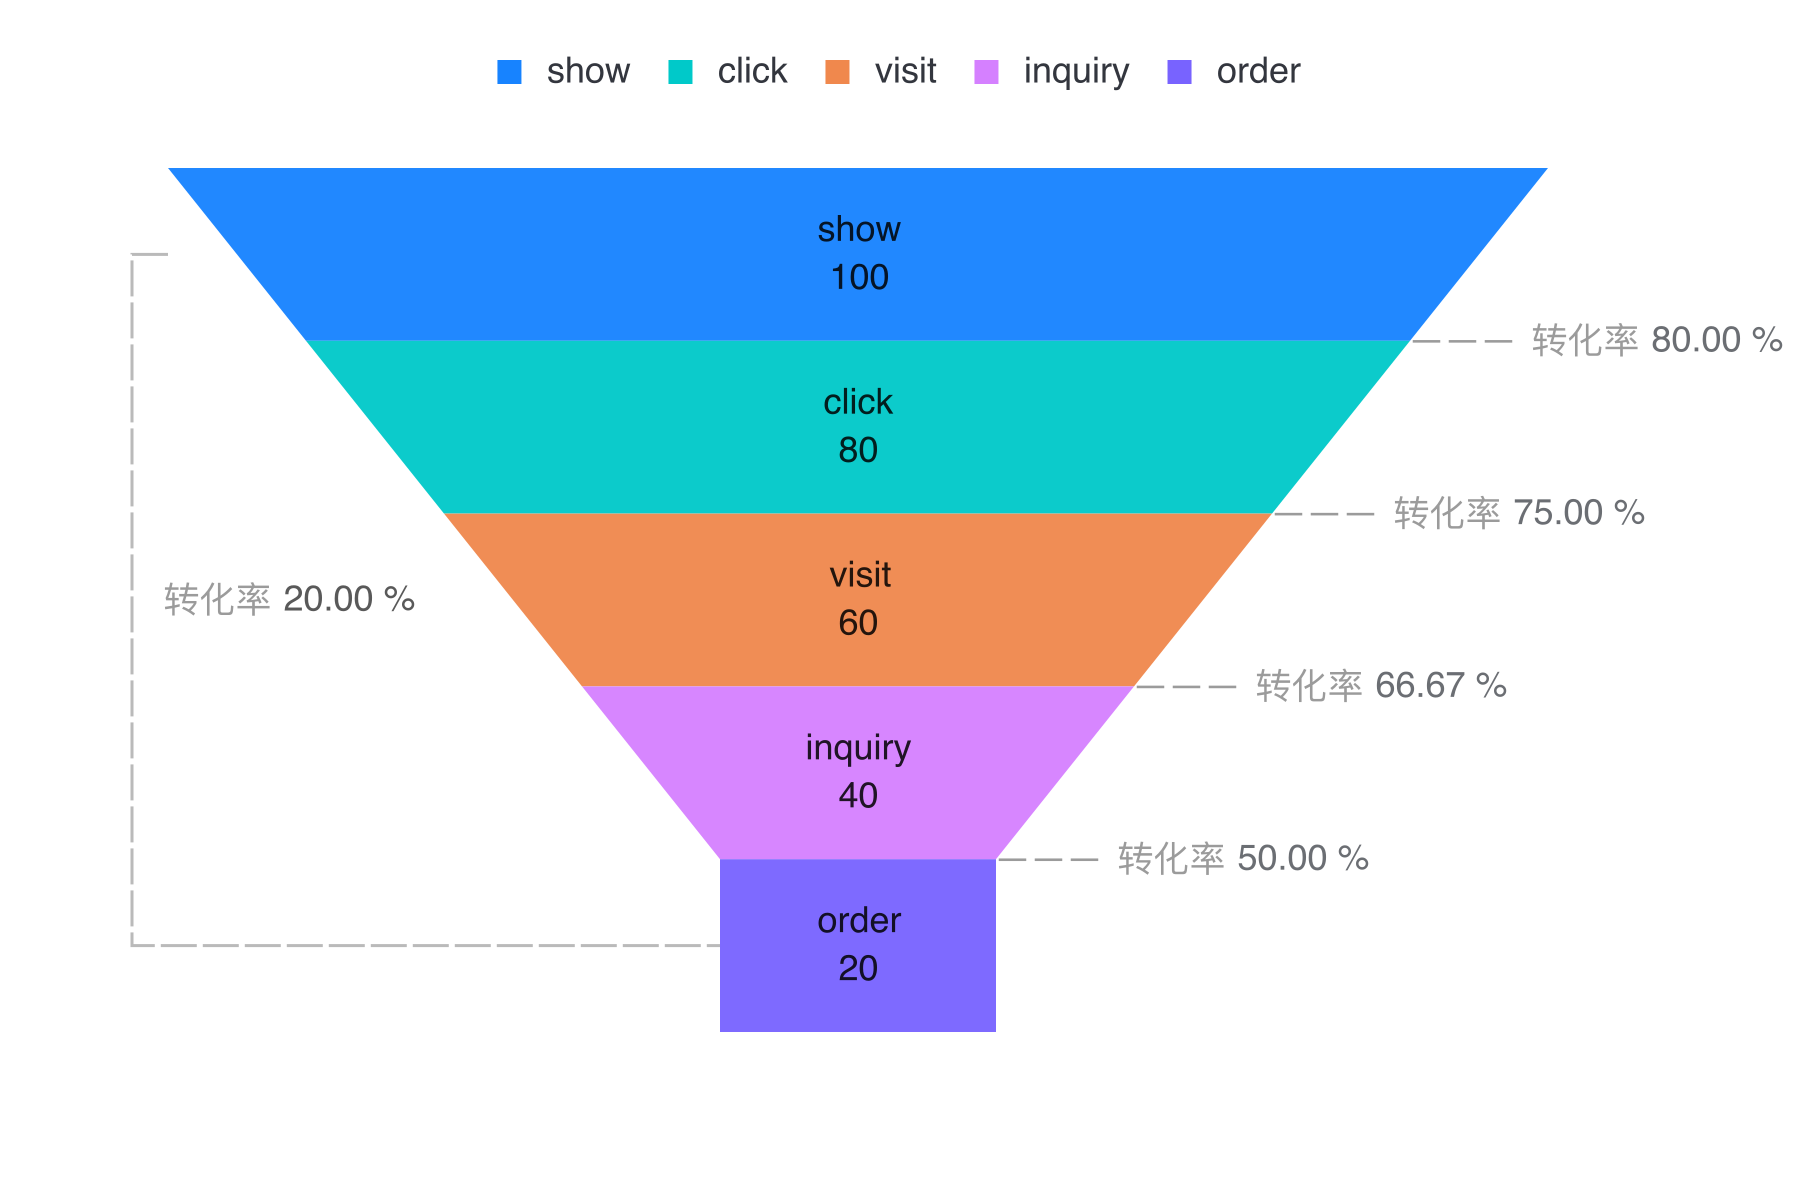 show click visit inquiry order
show
100
转化率 80.00 %
click
80
转化率 75.00 %
visit
60
转化率 20.00 %
转化率 66.67 %
inquiry
40
转化率 50.00 %
order
20